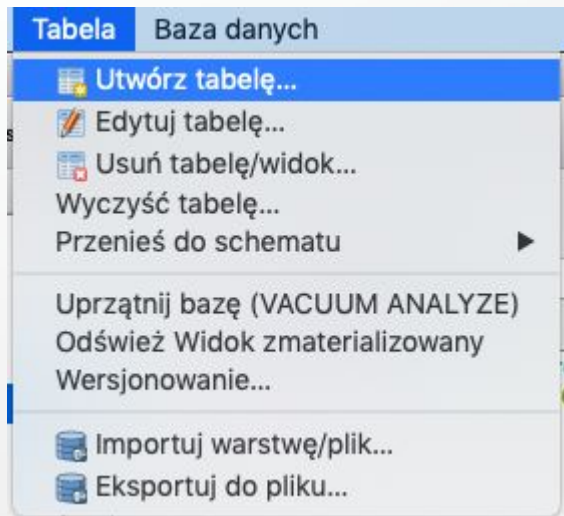 Tabela Baza danych
Utwórz tabelę...
Edytuj tabelę...
Usuń tabelę/widok...
Wyczyść tabelę...
Przenieś do schematu
Uprzątnij bazę (VACUUM ANALYZE)
Odśwież Widok zmaterializowany
Wersjonowanie...
Importuj warstwę/plik...
Eksportuj do pliku...